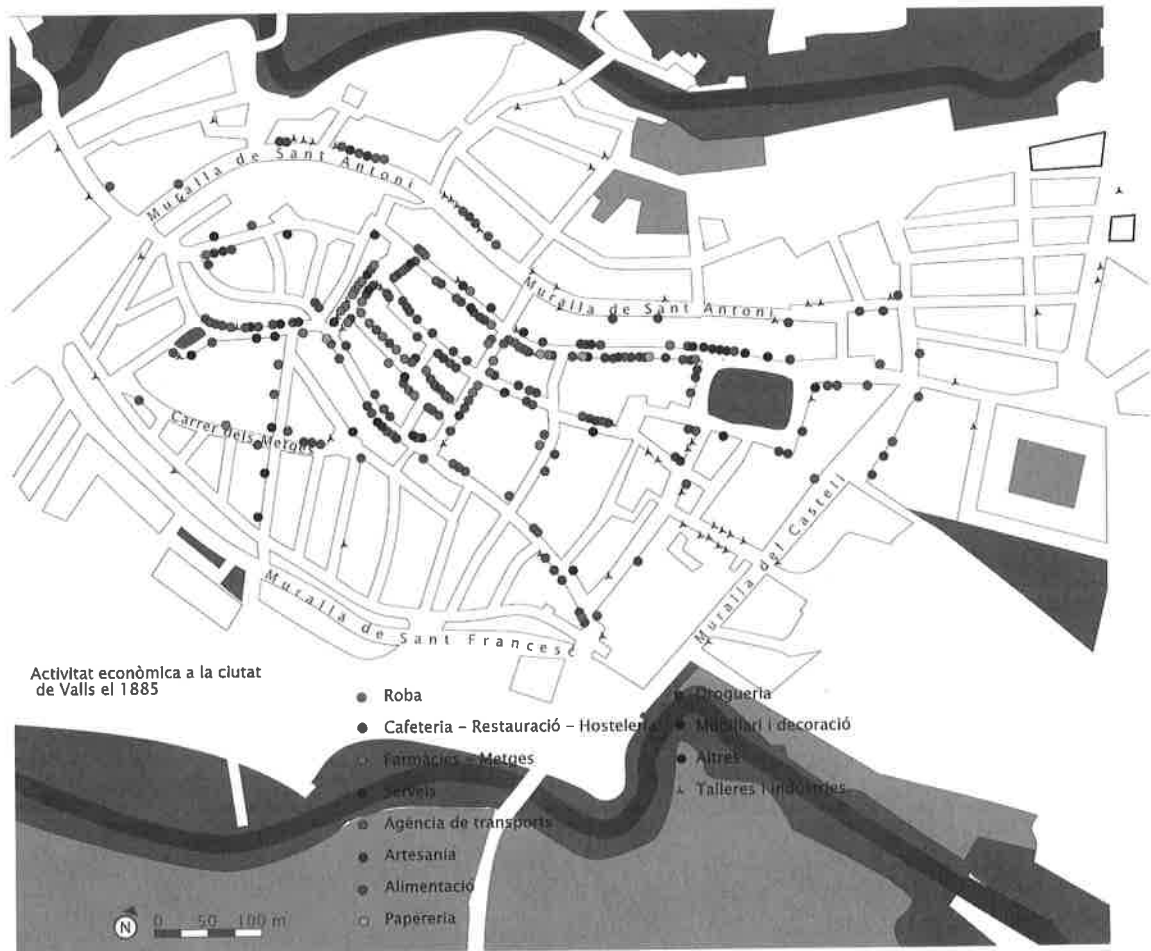 Muralla de Sant Antoni
Muralla de Sant Antoni
Carrer dels Metges
Muralla del Castell
Muralla de Sant Francesc
Activitat econòmica a la ciutat
de Valls el 1885
Roba
Cafeteria – Restauració – Hosteleria
Farmàcies – Metges
Serveis
Agència de transports
Artesania
Alimentació
Papereria
Drogueria
Mobiliari i decoració
Altres
Talleres i indústries
N
0 50 100 m